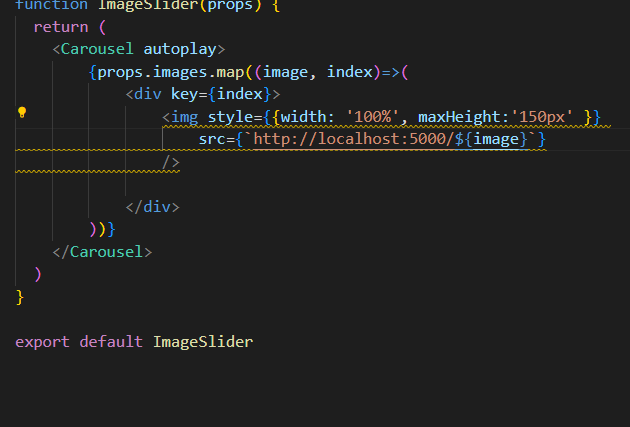 function ImageSlider(props) {
return (
<Carousel autoplay>
{props.images.map((image, index)=>(
<div key={index}>
<img style={{width: '100%', maxHeight:'150px' }}
src={`http://localhost:5000/${image}`}
/>
</div>
))}
</Carousel>
)
}
export default ImageSlider